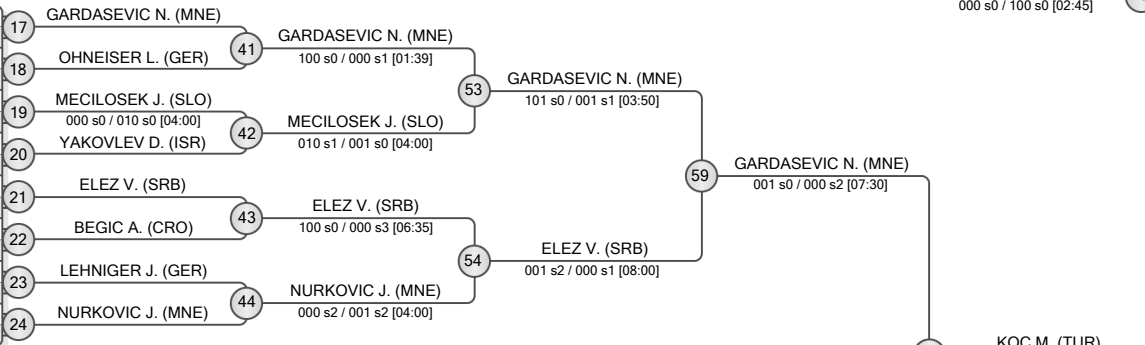 000 s0 / 100 s0 [02:45]
17
GARDASEVIC N. (MNE)
18
OHNEISER L. (GER)
19
MECILOSEK J. (SLO)
000 s0 / 010 s0 [04:00]
20
YAKOVLEV D. (ISR)
21
ELEZ V. (SRB)
22
BEGIC A. (CRO)
23
LEHNIGER J. (GER)
24
NURKOVIC J. (MNE)
41
GARDASEVIC N. (MNE)
100 s0 / 000 s1 [01:39]
42
MECILOSEK J. (SLO)
010 s1 / 001 s0 [04:00]
43
ELEZ V. (SRB)
100 s0 / 000 s3 [06:35]
44
NURKOVIC J. (MNE)
000 s2 / 001 s2 [04:00]
53
GARDASEVIC N. (MNE)
101 s0 / 001 s1 [03:50]
54
ELEZ V. (SRB)
001 s2 / 000 s1 [08:00]
59
GARDASEVIC N. (MNE)
001 s0 / 000 s2 [07:30]
KOC M. (TUR)